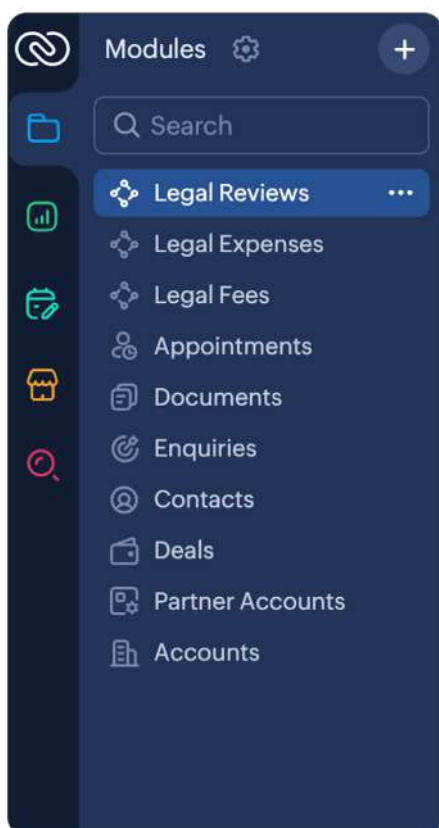 Modules
Search
Legal Reviews
Legal Expenses
Legal Fees
Appointments
Documents
Enquiries
Contacts
Deals
Partner Accounts
Accounts